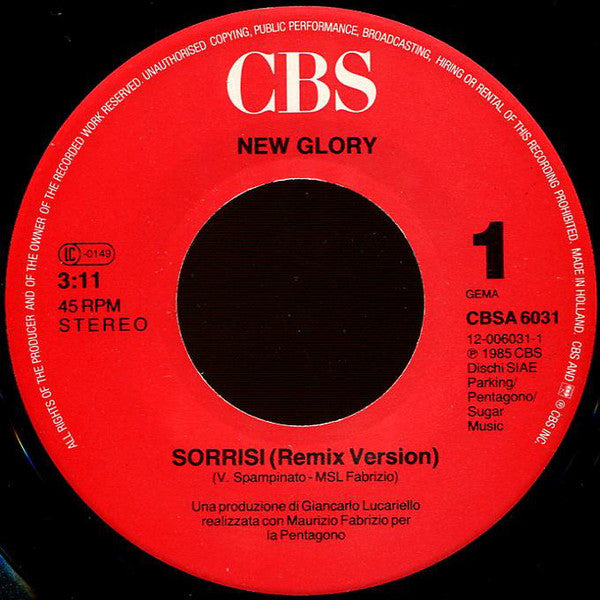 ALL RIGHTS OF THE PRODUCER AND OF THE OWNER OF THE RECORDED WORK RESERVED. UNAUTHORISED COPYING, PUBLIC PERFORMANCE, BROADCASTING, HIRING OR RENTAL OF THIS RECORDING PROHIBITED. MADE IN HOLLAND. CBS AND ® CBS INC.
CBS
NEW GLORY
LC -0149
3:11
45 RPM
STEREO
1
GEMA
CBSA 6031
12-006031-1
℗ 1985 CBS
Dischi SIAE
Parking/
Pentagono/
Sugar
Music
SORRISI (Remix Version)
(V. Spampinato - MSL Fabrizio)
Una produzione di Giancarlo Lucariello
realizzata con Maurizio Fabrizio per
la Pentagono